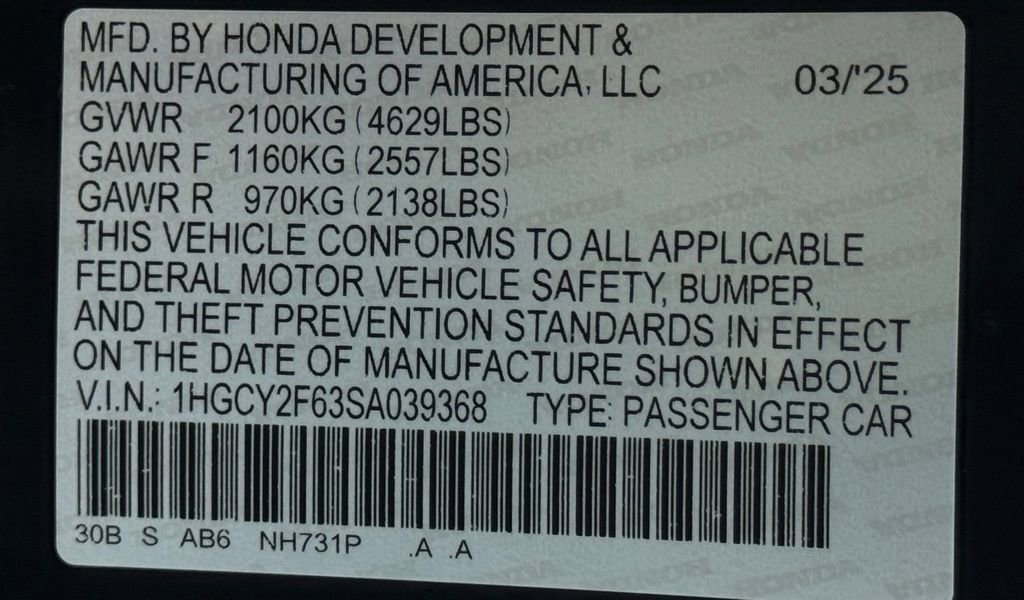 MFD. BY HONDA DEVELOPMENT &
MANUFACTURING OF AMERICA, LLC 03/'25
GVWR 2100KG (4629LBS)
GAWR F 1160KG (2557LBS)
GAWR R 970KG (2138LBS)
THIS VEHICLE CONFORMS TO ALL APPLICABLE
FEDERAL MOTOR VEHICLE SAFETY, BUMPER,
AND THEFT PREVENTION STANDARDS IN EFFECT
ON THE DATE OF MANUFACTURE SHOWN ABOVE.
V.I.N.: 1HGCY2F63SA039368 TYPE: PASSENGER CAR
30B S AB6 NH731P .A .A